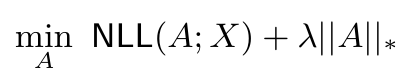 min_A NLL(A; X) + λ||A||_*